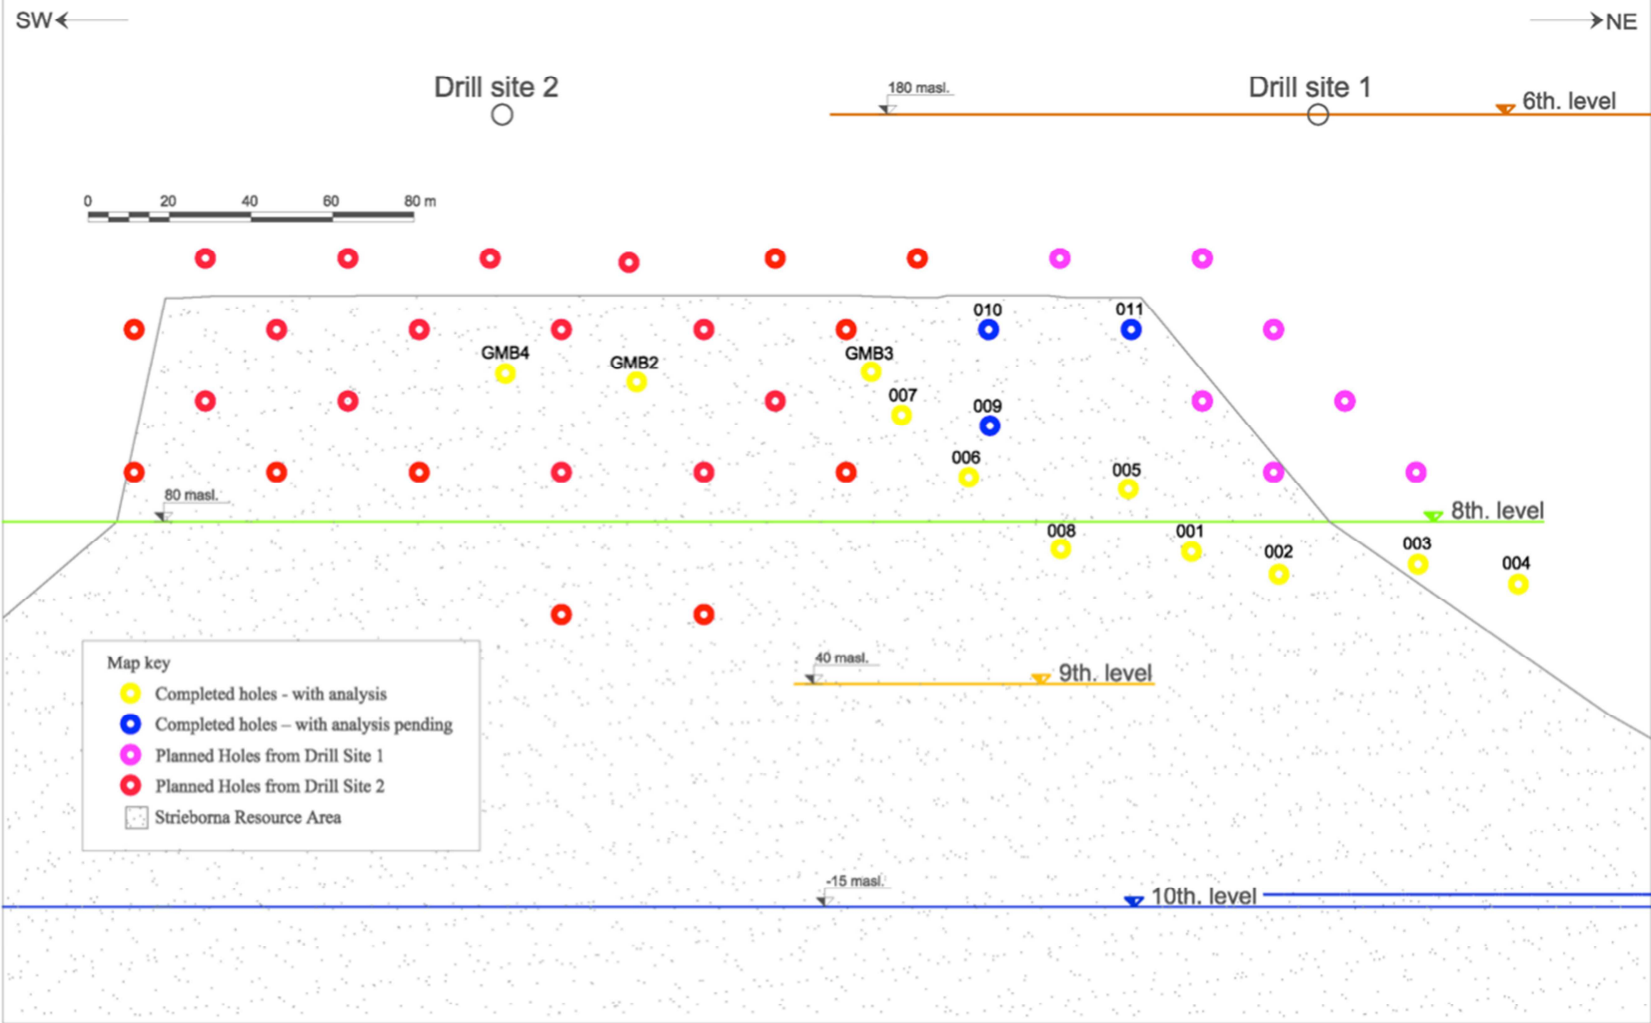 SW
NE
Drill site 2
180 masl.
Drill site 1
6th. level
0 20 40 60 80 m
010
011
GMB4
GMB2
GMB3
007
009
006
005
80 masl.
8th. level
008
001
002
003
004
40 masl.
9th. level
Map key
Completed holes - with analysis
Completed holes – with analysis pending
Planned Holes from Drill Site 1
Planned Holes from Drill Site 2
Strieborna Resource Area
-15 masl.
10th. level